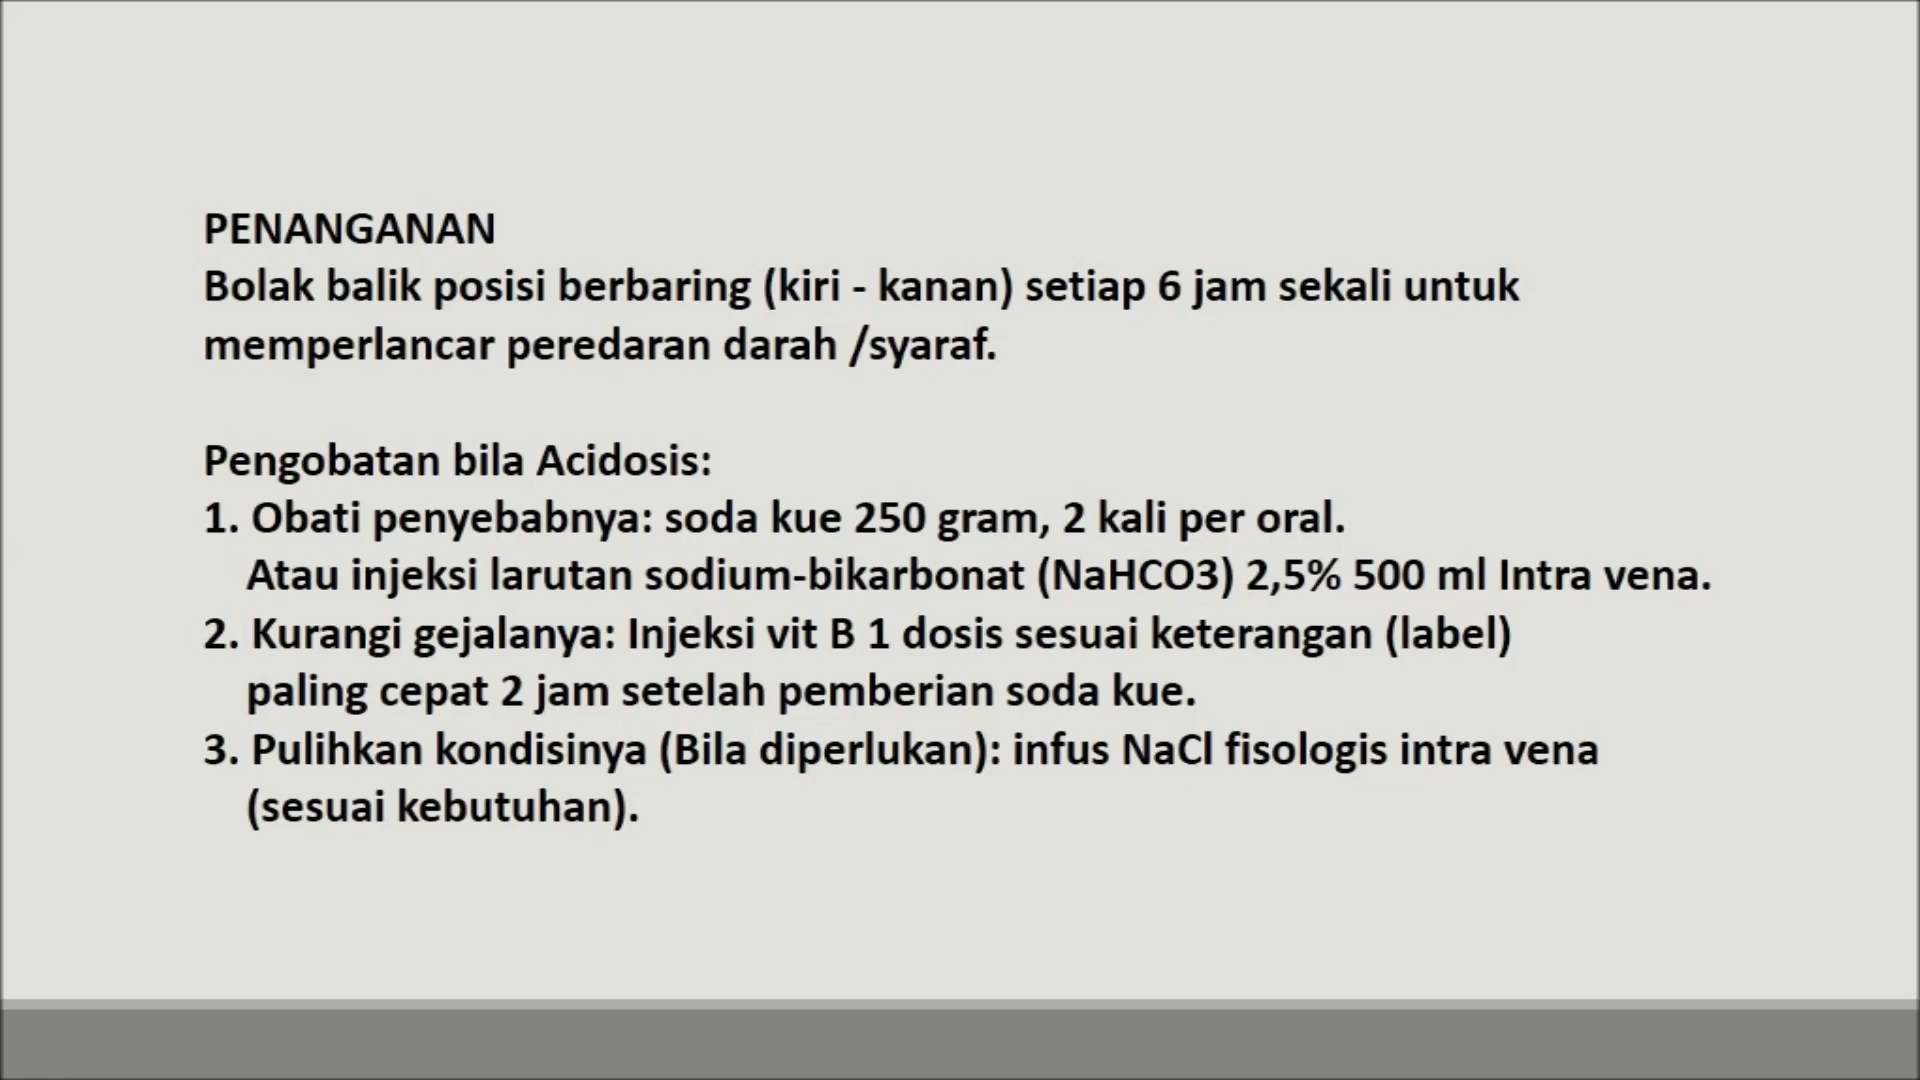 PENANGANAN
Bolak balik posisi berbaring (kiri - kanan) setiap 6 jam sekali untuk
memperlancar peredaran darah /syaraf.
Pengobatan bila Acidosis:
1. Obati penyebabnya: soda kue 250 gram, 2 kali per oral.
Atau injeksi larutan sodium-bikarbonat (NaHCO3) 2,5% 500 ml Intra vena.
2. Kurangi gejalanya: Injeksi vit B 1 dosis sesuai keterangan (label)
paling cepat 2 jam setelah pemberian soda kue.
3. Pulihkan kondisinya (Bila diperlukan): infus NaCl fisologis intra vena
(sesuai kebutuhan).